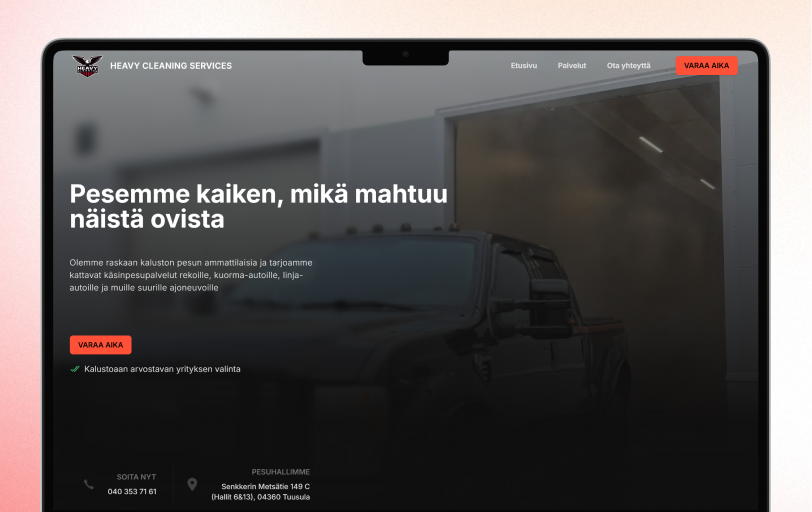 HEAVY
HEAVY CLEANING SERVICES
Etusivu
Palvelut
Ota yhteyttä
VARAA AIKA
Pesemme kaiken, mikä mahtuu
näistä ovista
Olemme raskaan kaluston pesun ammattilaisia ja tarjoamme
kattavat käsinpesupalvelut rekoille, kuorma-autoille, linja-
autoille ja muille suurille ajoneuvoille
VARAA AIKA
Kalustoaan arvostavan yrityksen valinta
SOITA NYT
040 353 71 61
PESUHALLIMME
Senkkerin Metsätie 149 C
(Hallit 6&13), 04360 Tuusula